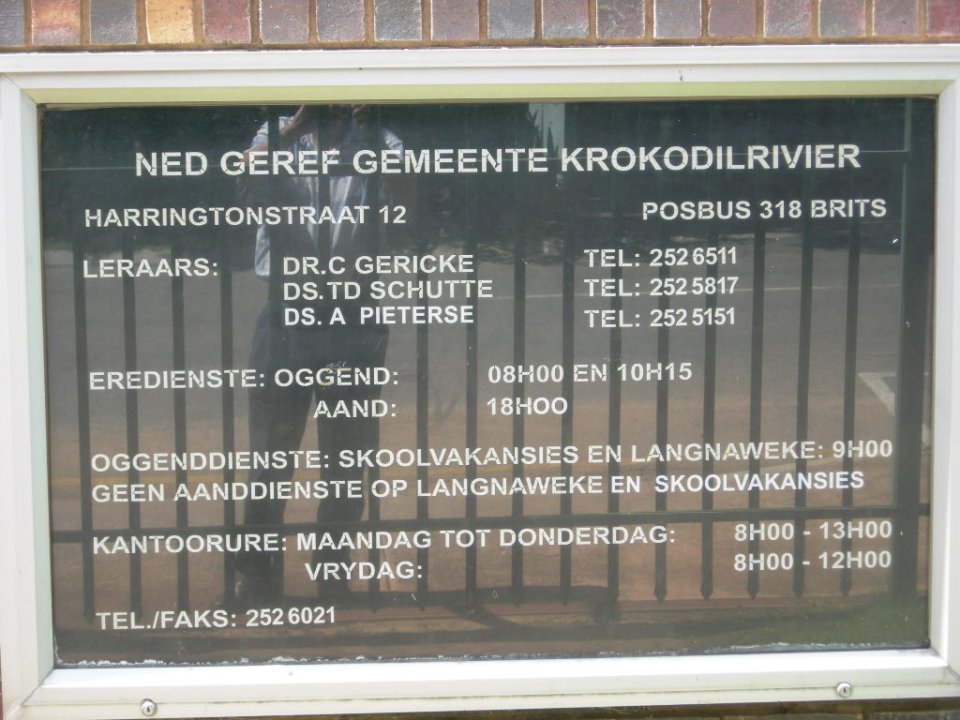 NED GEREF GEMEENTE KROKODILRIVIER
HARRINGTONSTRAAT 12 POSBUS 318 BRITS
LERAARS: DR.C GERICKE TEL: 252 6511
DS.TD SCHUTTE TEL: 252 5817
DS. A PIETERSE TEL: 252 5151
EREDIENSTE: OGGEND: 08H00 EN 10H15
AAND: 18HOO
OGGENDDIENSTE: SKOOLVAKANSIES EN LANGNAWEKE: 9H00
GEEN AANDDIENSTE OP LANGNAWEKE EN SKOOLVAKANSIES
KANTOORURE: MAANDAG TOT DONDERDAG: 8H00 - 13H00
VRYDAG: 8H00 - 12H00
TEL./FAKS: 252 6021